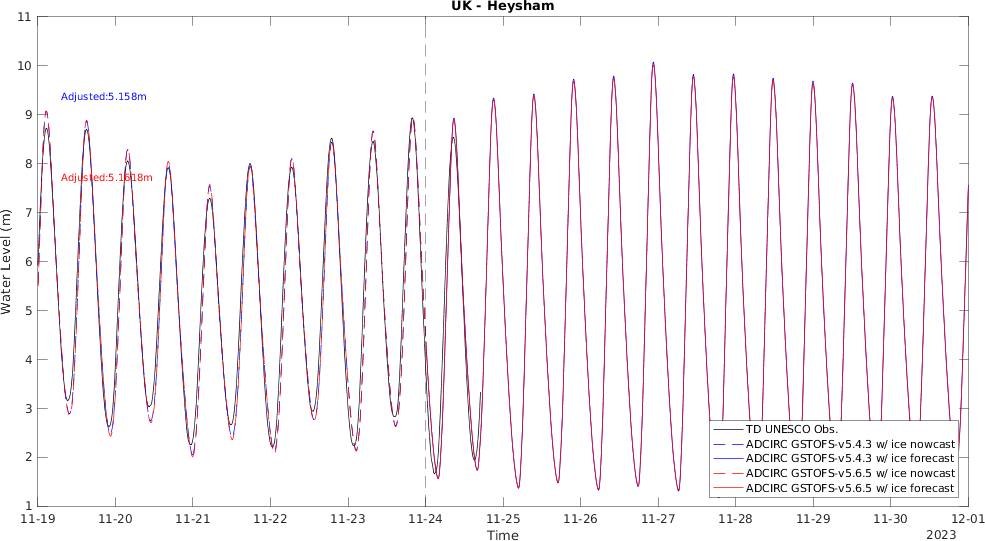 UK - Heysham
11
10
9
8
7
6
5
4
3
2
1
Water Level (m)
Adjusted:5.158m
Adjusted:5.1618m
TD UNESCO Obs.
ADCIRC GSTOFS-v5.4.3 w/ ice nowcast
ADCIRC GSTOFS-v5.4.3 w/ ice forecast
ADCIRC GSTOFS-v5.6.5 w/ ice nowcast
ADCIRC GSTOFS-v5.6.5 w/ ice forecast
11-19 11-20 11-21 11-22 11-23 11-24 11-25 11-26 11-27 11-28 11-29 11-30 12-01
Time
2023